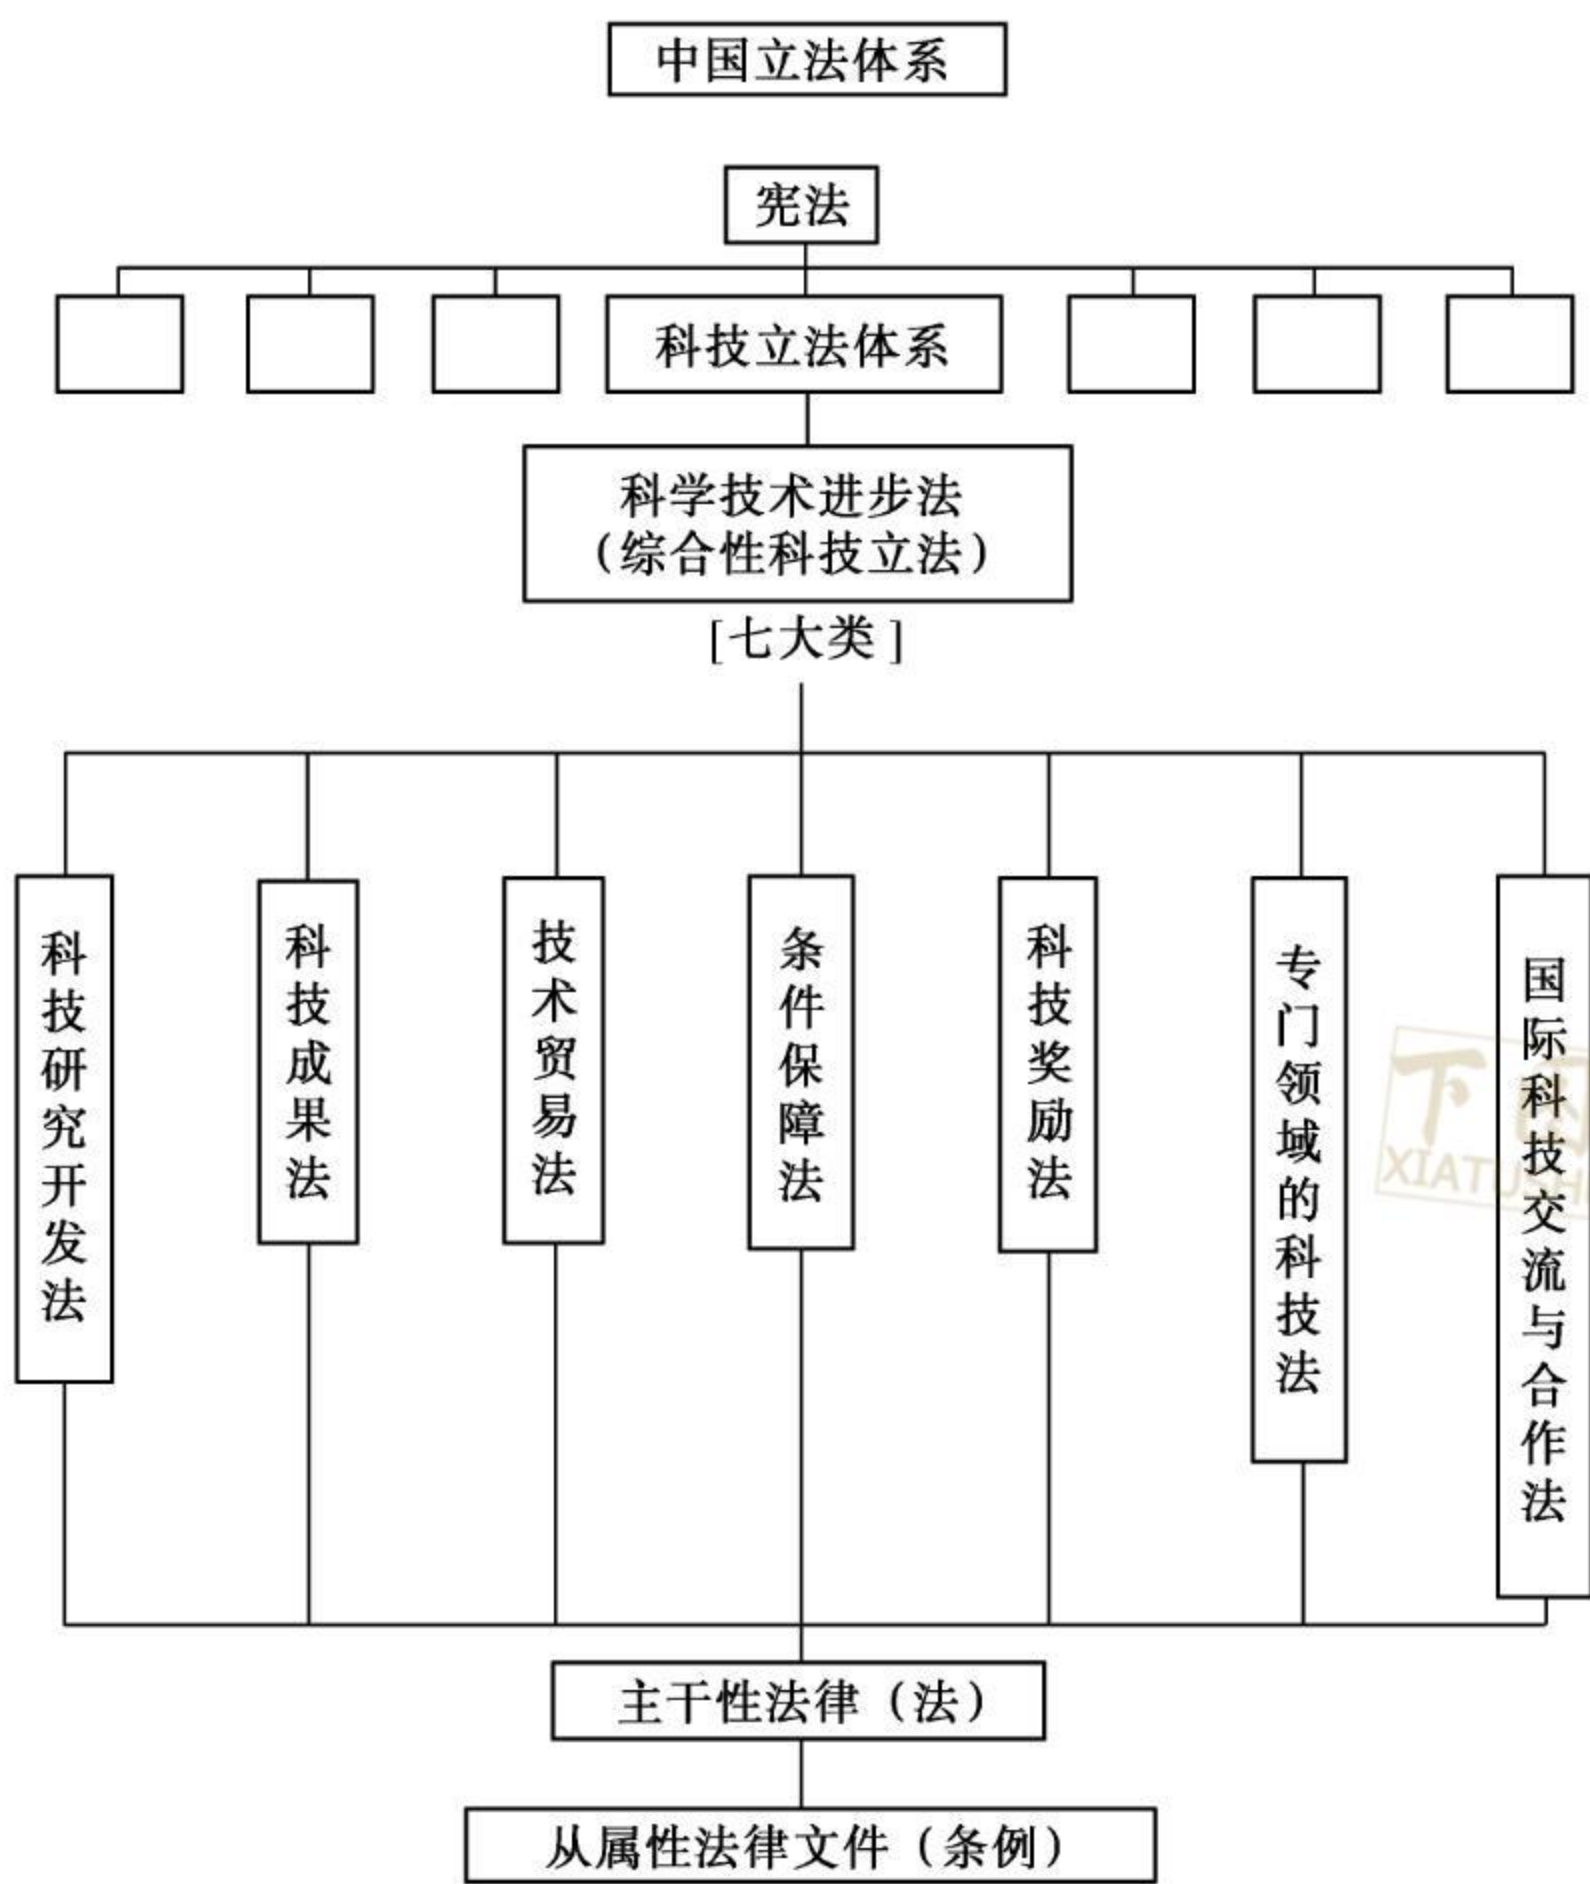 中国立法体系
宪法
科技立法体系
科学技术进步法
（综合性科技立法）
[七大类]
科技研究开发法
科技成果法
技术贸易法
条件保障法
科技奖励法
专门领域的科技法
国际科技交流与合作法
下图
XIATUSH
主干性法律（法）
从属性法律文件（条例）